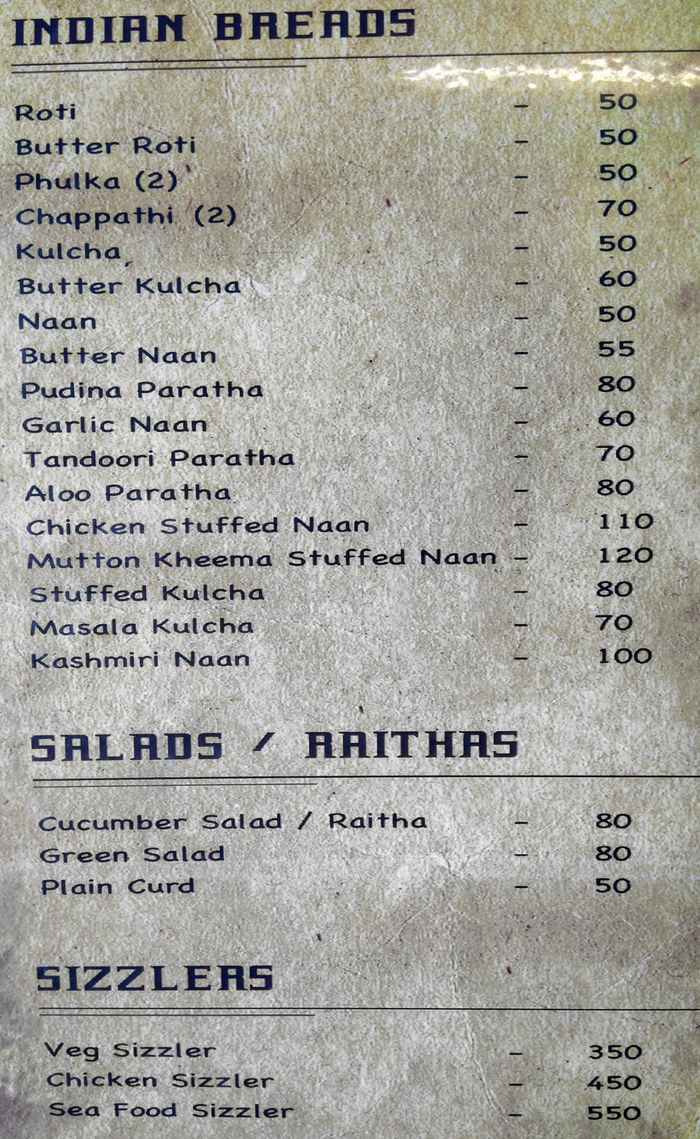 INDIAN BREADS
Roti - 50
Butter Roti - 50
Phulka (2) - 50
Chappathi (2) - 70
Kulcha - 50
Butter Kulcha - 60
Naan - 50
Butter Naan - 55
Pudina Paratha - 80
Garlic Naan - 60
Tandoori Paratha - 70
Aloo Paratha - 80
Chicken Stuffed Naan - 110
Mutton Kheema Stuffed Naan - 120
Stuffed Kulcha - 80
Masala Kulcha - 70
Kashmiri Naan - 100
SALADS / RAITHAS
Cucumber Salad / Raitha - 80
Green Salad - 80
Plain Curd - 50
SIZZLERS
Veg Sizzler - 350
Chicken Sizzler - 450
Sea Food Sizzler - 550